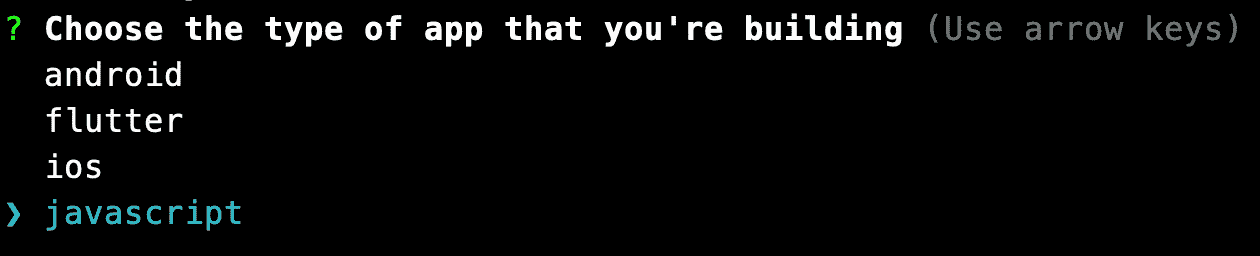 ? Choose the type of app that you're building (Use arrow keys)
android
flutter
ios
❯ javascript